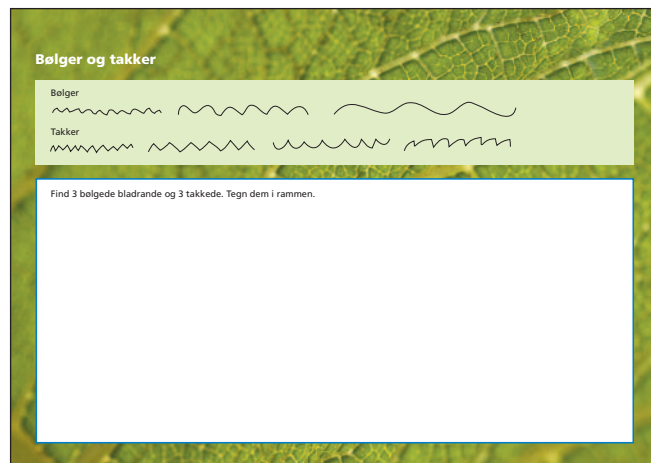 Bølger og takker
Bølger
Takker
Find 3 bølgede bladrande og 3 takkede. Tegn dem i rammen.